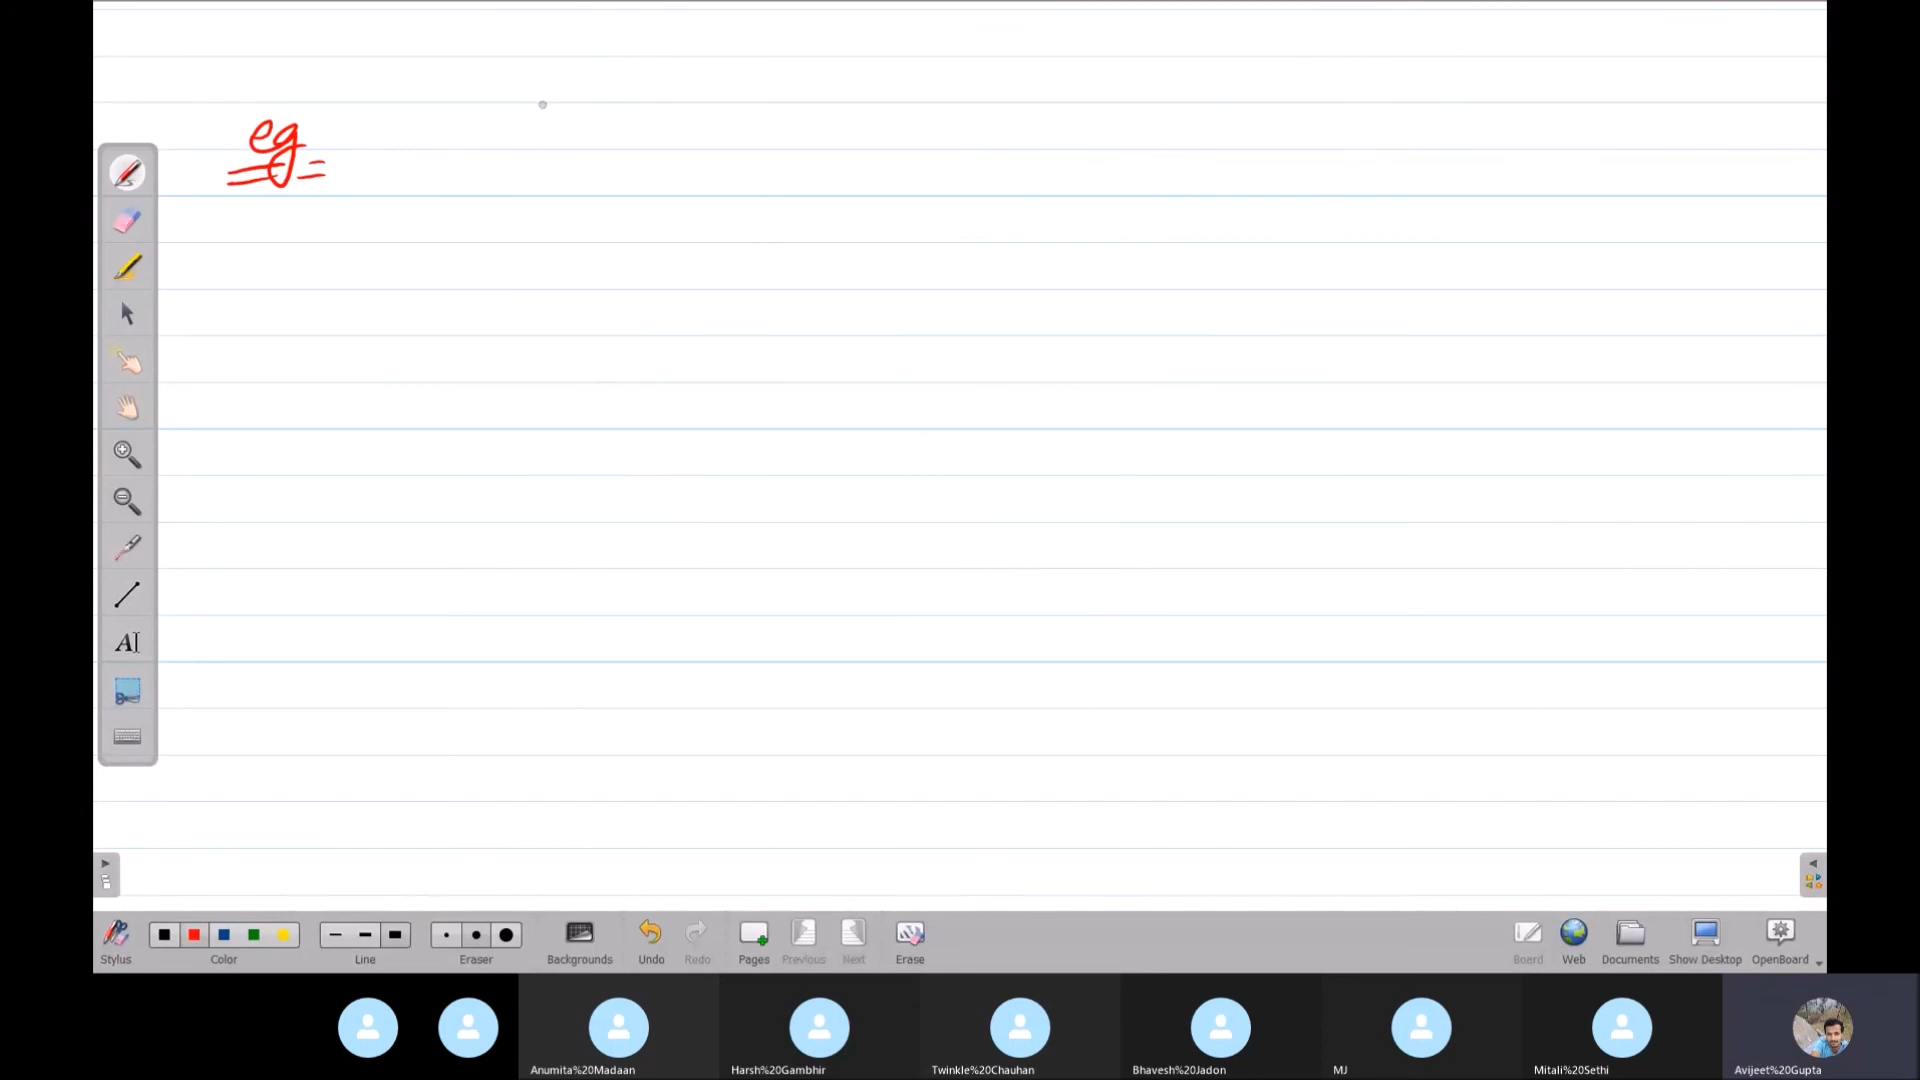 eg
AI
Stylus Color Line Eraser Backgrounds Undo Redo Pages Previous Next Erase Board Web Documents Show Desktop OpenBoard
Anumita%20Madaan Harsh%20Gambhir Twinkle%20Chauhan Bhavesh%20Jadon MJ Mitali%20Sethi Avijeet%20Gupta